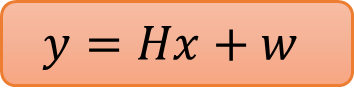 y = Hx + w